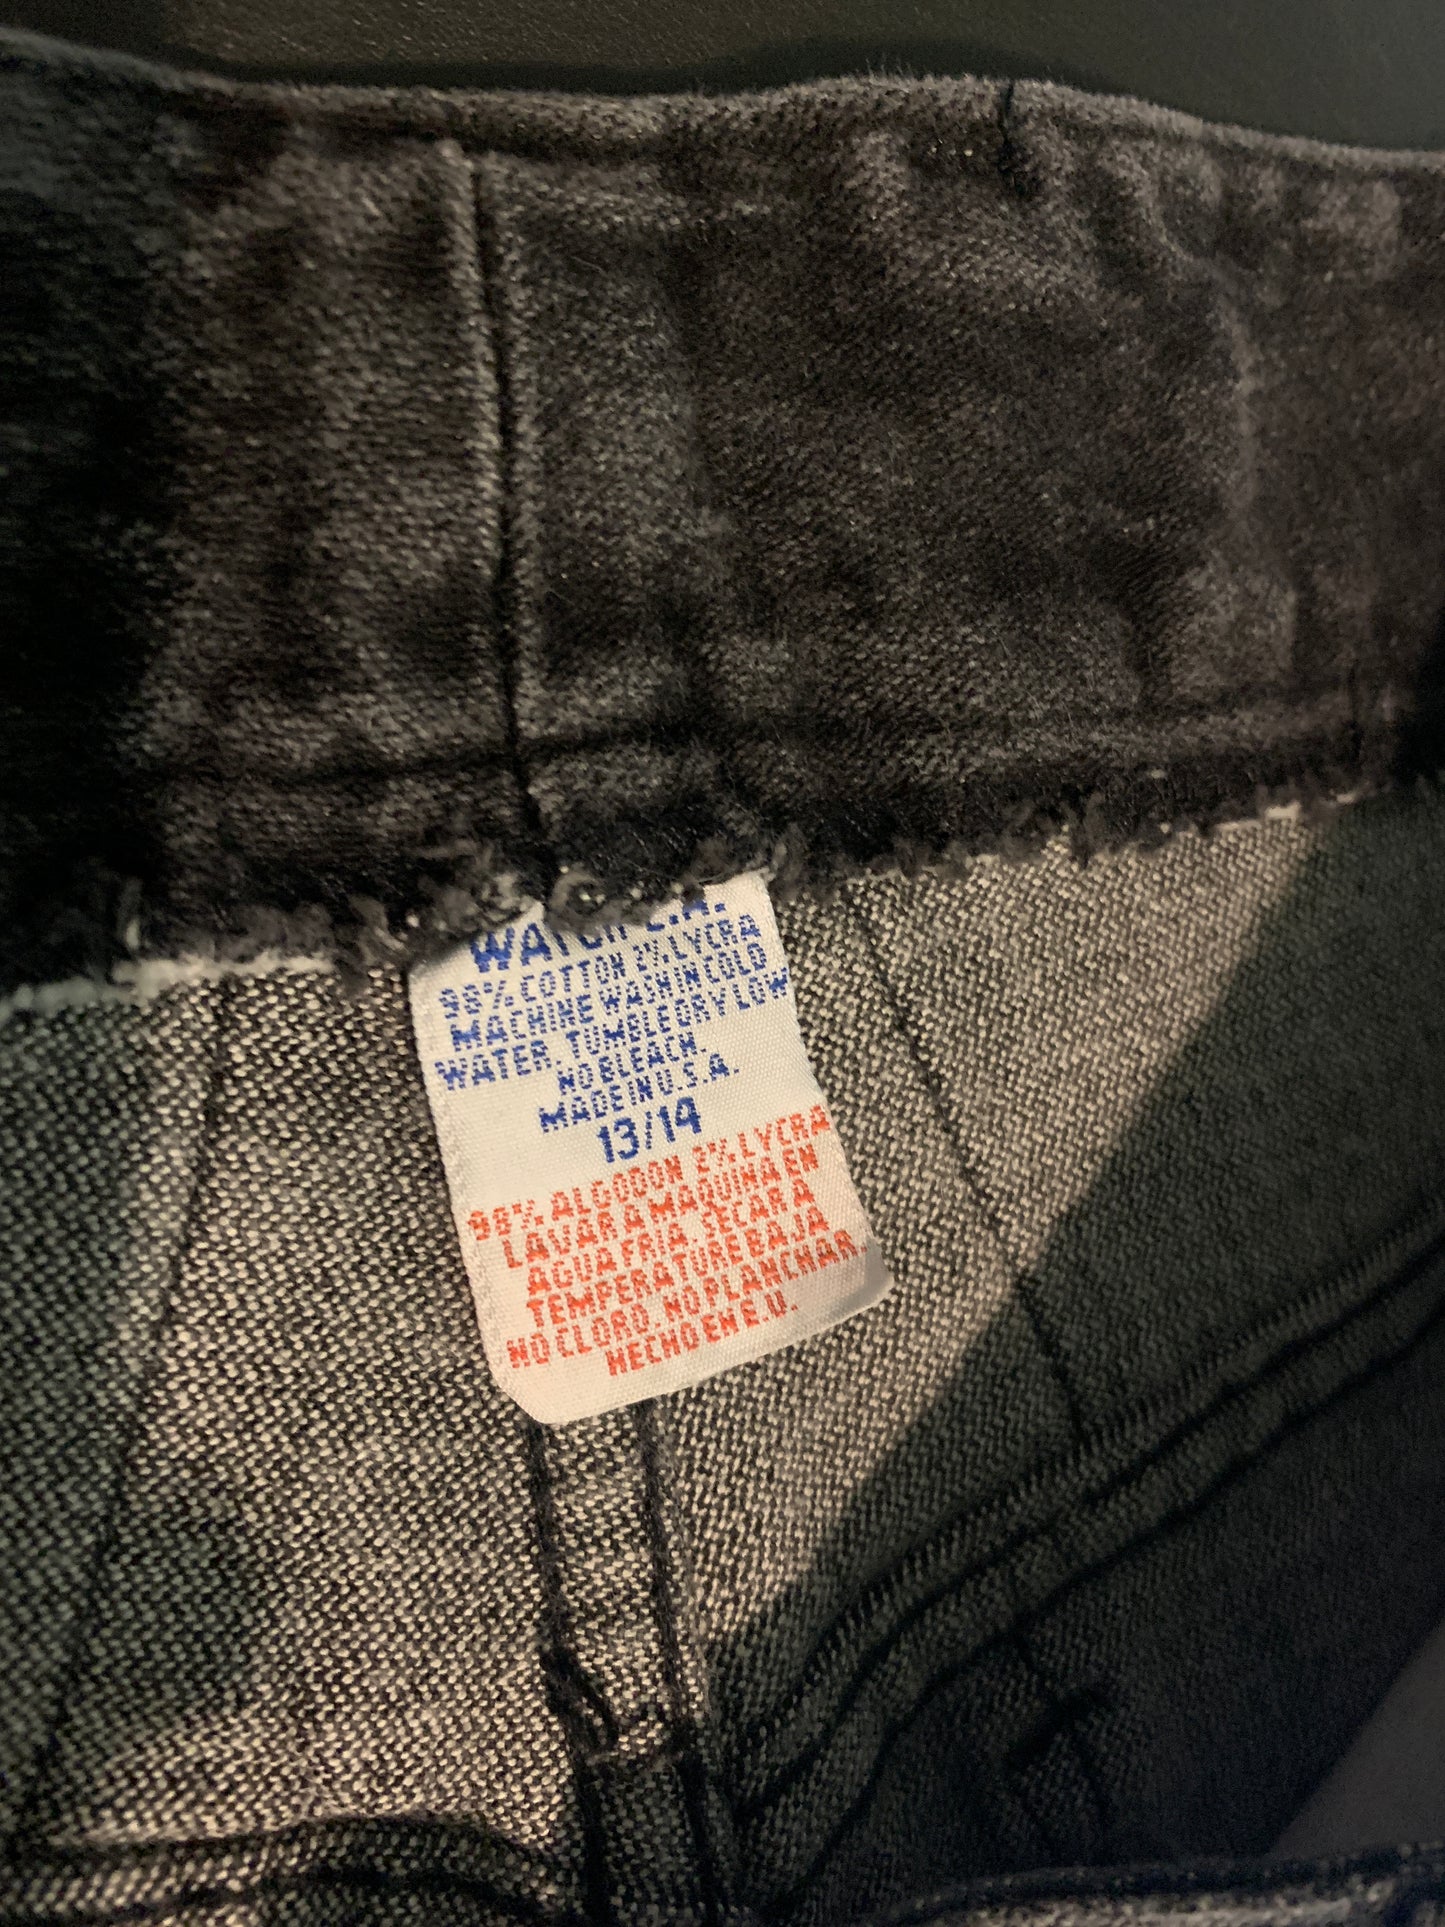 WATCH L.A.
98% COTTON 2% LYCRA
MACHINE WASH IN COLD
WATER. TUMBLE DRY LOW
NO BLEACH.
MADE IN U.S.A.
13/14
98% ALGODON 2% LYCRA
LAVAR A MAQUINA EN
AGUA FRIA. SECAR A
TEMPERATURE BAJA
NO CLORO. NO PLANCHAR.
HECHO EN E.U.